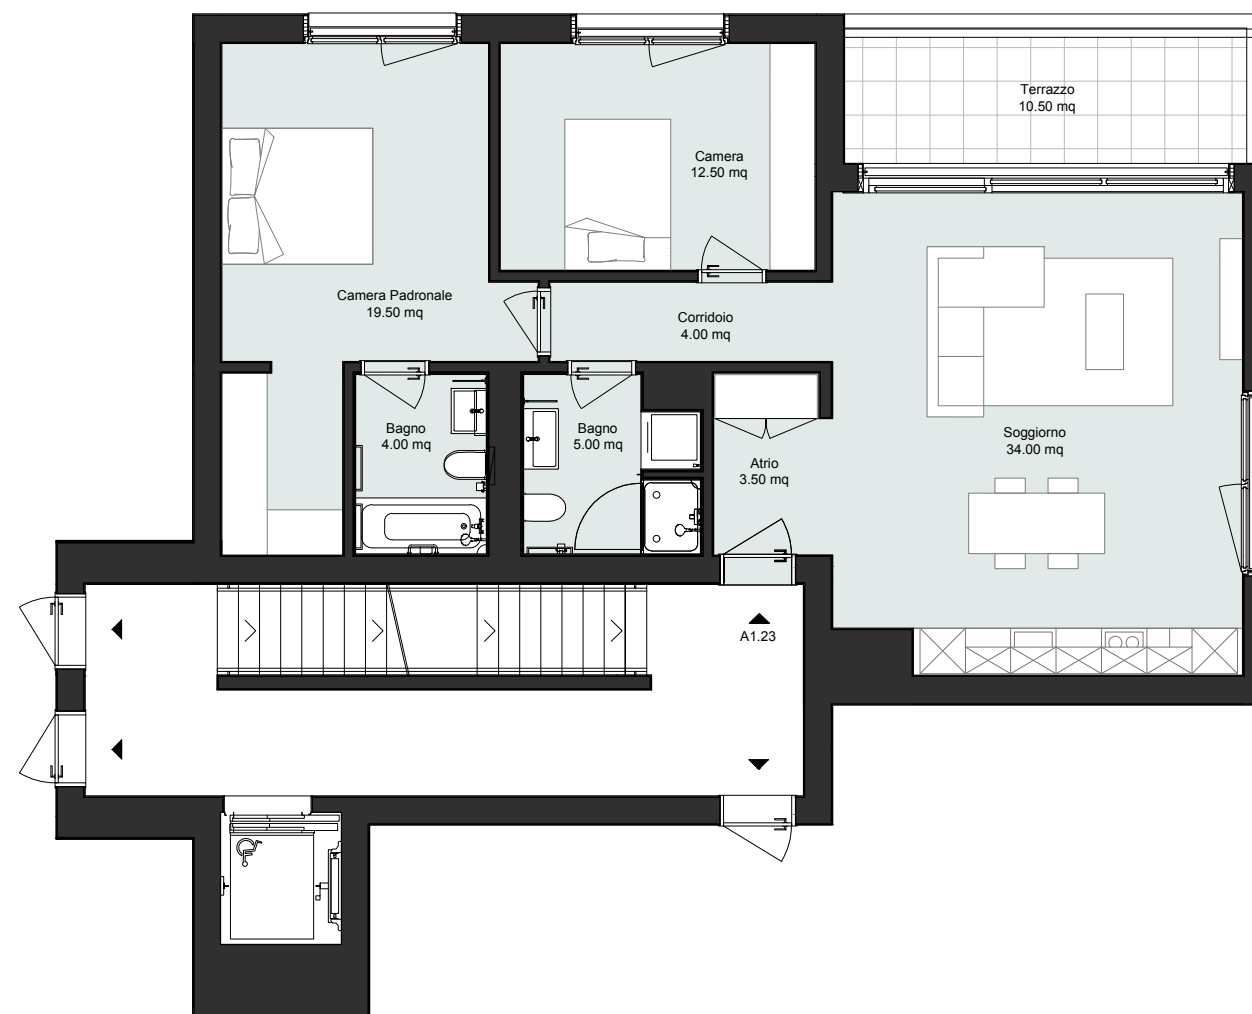 Terrazzo
10.50 mq
Camera
12.50 mq
Camera Padronale
19.50 mq
Corridoio
4.00 mq
Bagno
4.00 mq
Bagno
5.00 mq
Atrio
3.50 mq
Soggiorno
34.00 mq
A1.23